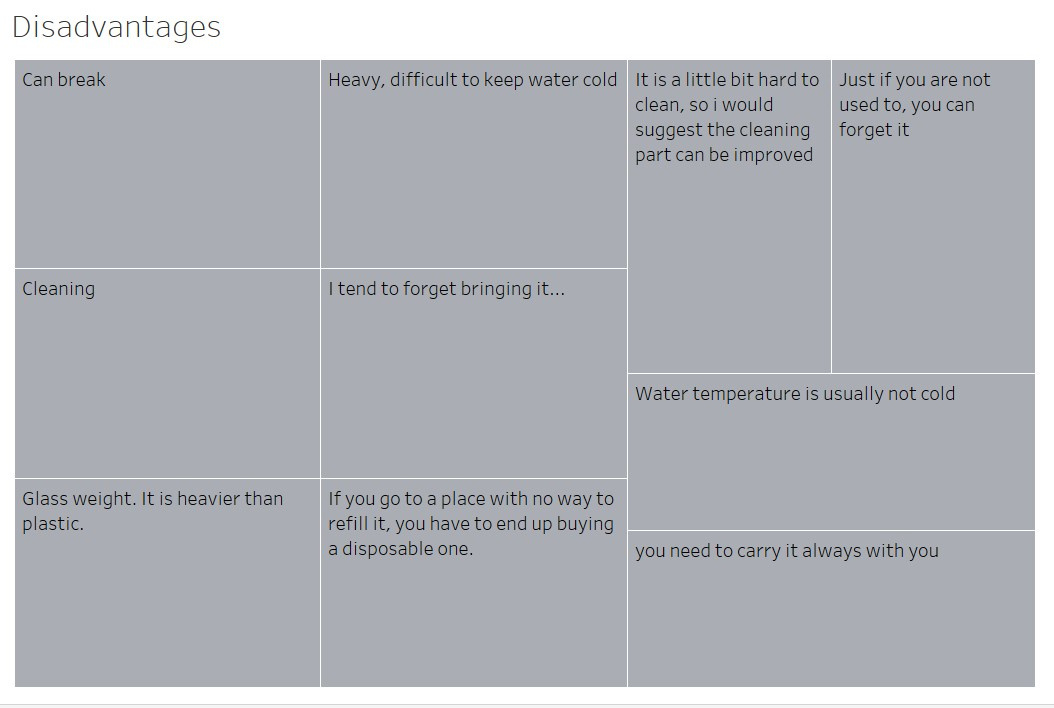 Disadvantages
Can break
Heavy, difficult to keep water cold
It is a little bit hard to
clean, so i would
suggest the cleaning
part can be improved
Just if you are not
used to, you can
forget it
Cleaning
I tend to forget bringing it...
Water temperature is usually not cold
Glass weight. It is heavier than
plastic.
If you go to a place with no way to
refill it, you have to end up buying
a disposable one.
you need to carry it always with you